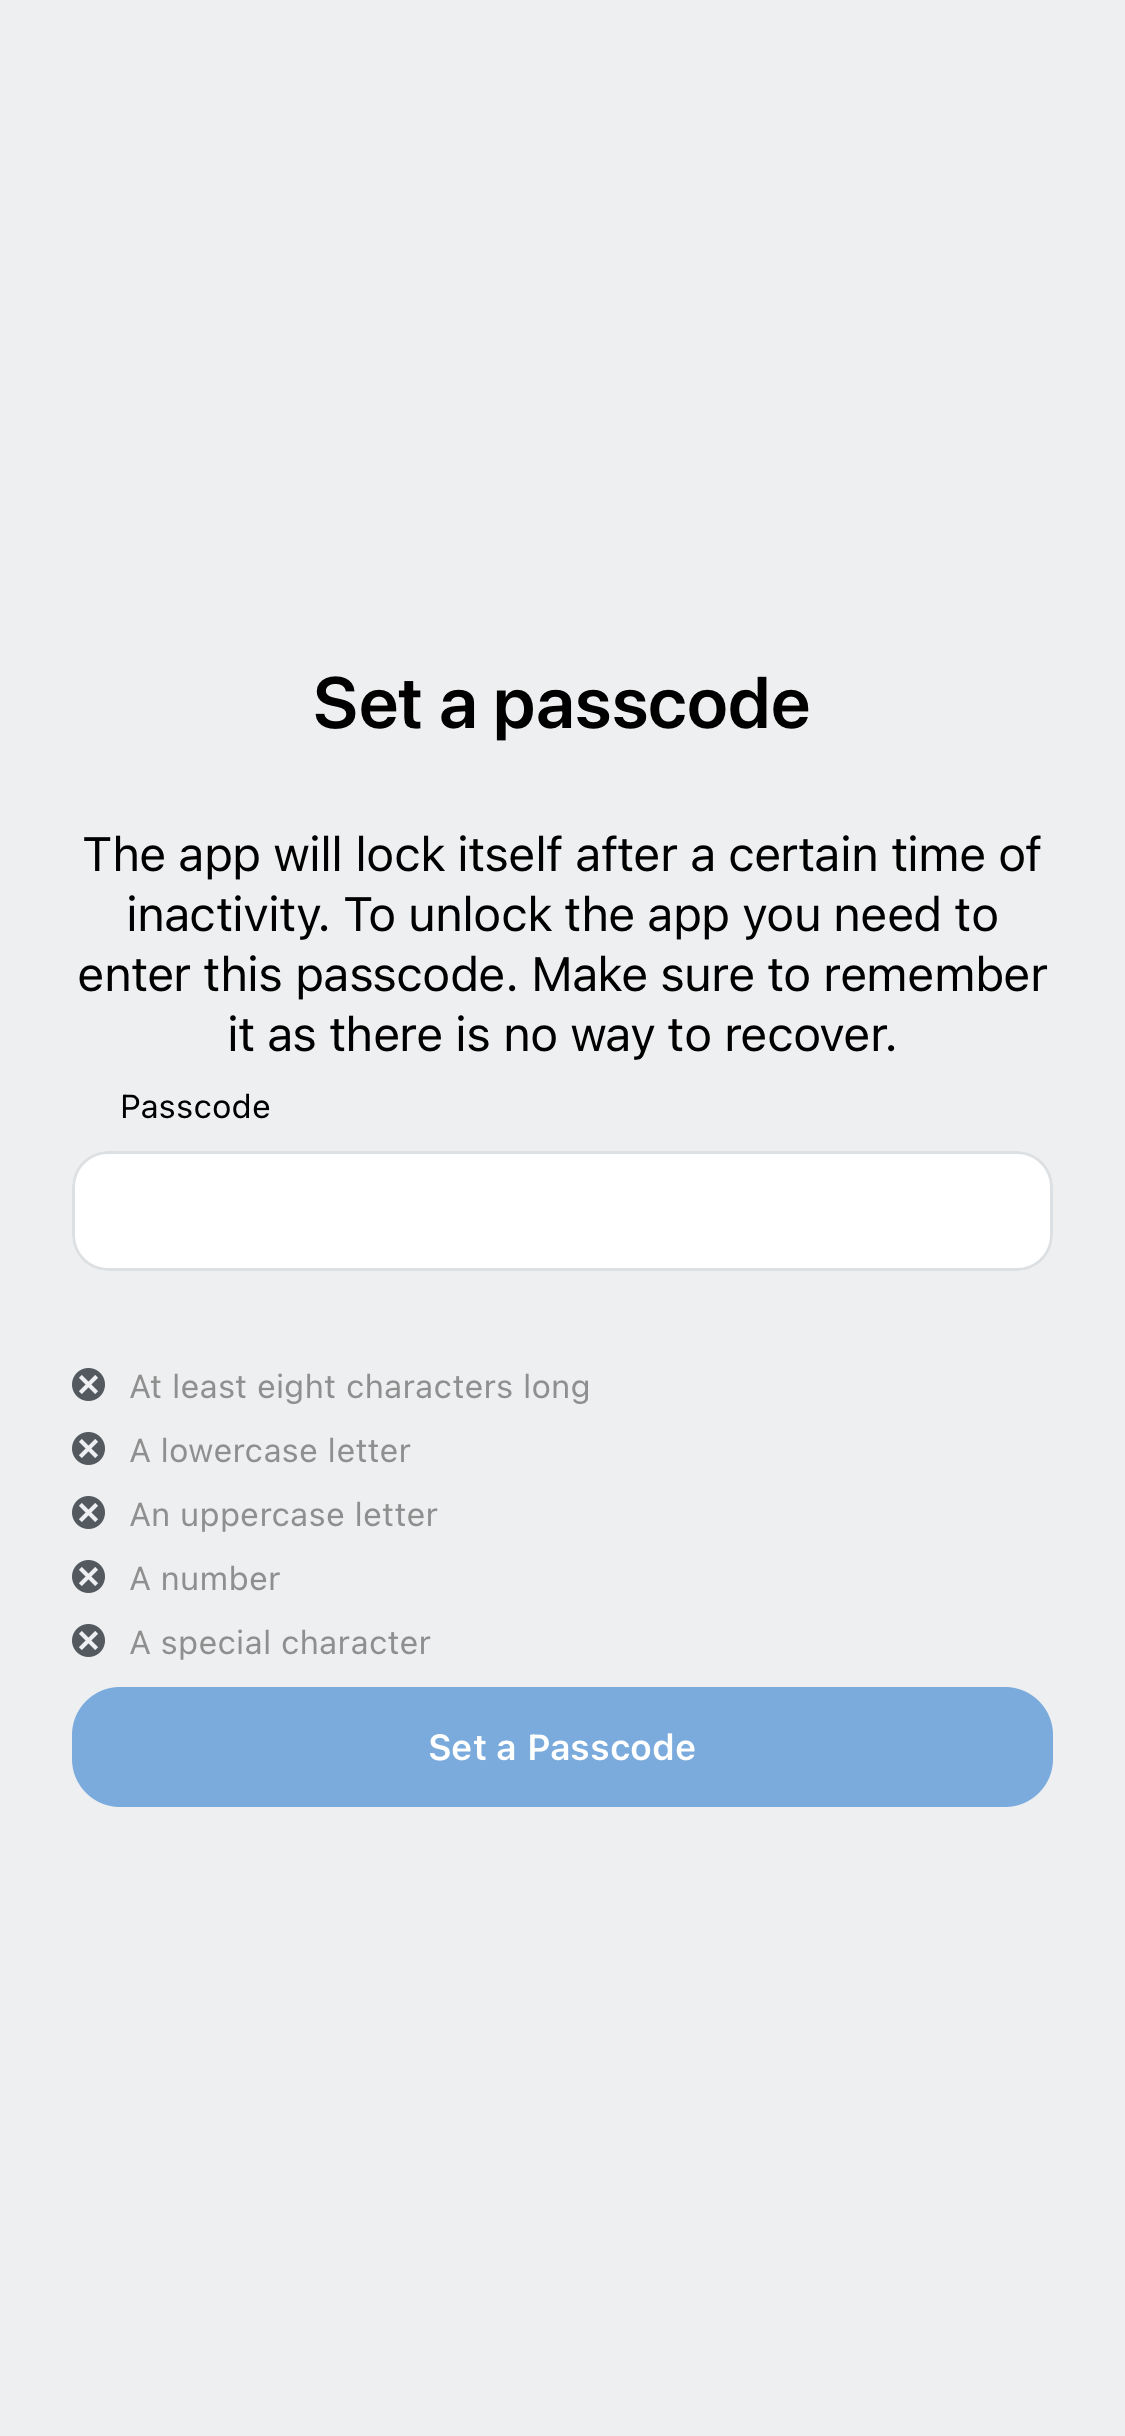 Set a passcode
The app will lock itself after a certain time of
inactivity. To unlock the app you need to
enter this passcode. Make sure to remember
it as there is no way to recover.
Passcode
At least eight characters long
A lowercase letter
An uppercase letter
A number
A special character
Set a Passcode